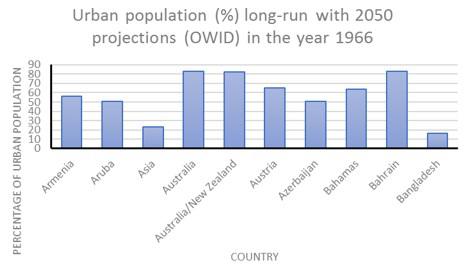 Urban population (%) long-run with 2050
projections (OWID) in the year 1966
PERCENTAGE OF URBAN POPULATION
90
80
70
60
50
40
30
20
10
0
Armenia
Aruba
Asia
Australia
Australia/New Zealand
Austria
Azerbaijan
Bahamas
Bahrain
Bangladesh
COUNTRY